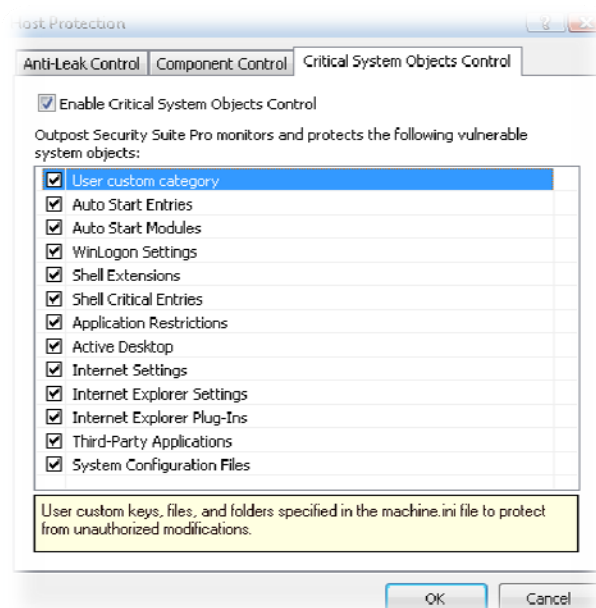 Host Protection
Anti-Leak Control Component Control Critical System Objects Control
Enable Critical System Objects Control
Outpost Security Suite Pro monitors and protects the following vulnerable
system objects:
User custom category
Auto Start Entries
Auto Start Modules
WinLogon Settings
Shell Extensions
Shell Critical Entries
Application Restrictions
Active Desktop
Internet Settings
Internet Explorer Settings
Internet Explorer Plug-Ins
Third-Party Applications
System Configuration Files
User custom keys, files, and folders specified in the machine.ini file to protect
from unauthorized modifications.
OK Cancel